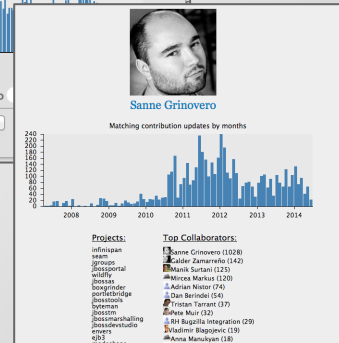 Sanne Grinovero
Matching contribution updates by months
240
220
200
180
160
140
120
100
80
60
40
20
0
2008 2009 2010 2011 2012 2013 2014
Projects:
infinispan
seam
jgroups
jbossportal
wildfly
jbossas
boxgrinder
portletbridge
jbosstools
byteman
jbosstm
jbossmarshalling
jbossdevstudio
envers
ejb3
Top Collaborators:
Sanne Grinovero (1028)
Galder Zamarreño (142)
Manik Surtani (125)
Mircea Markus (120)
Adrian Nistor (74)
Dan Berindei (54)
Tristan Tarrant (37)
Pete Muir (32)
RH Bugzilla Integration (29)
Vladimir Blagojevic (19)
Anna Manukyan (18)